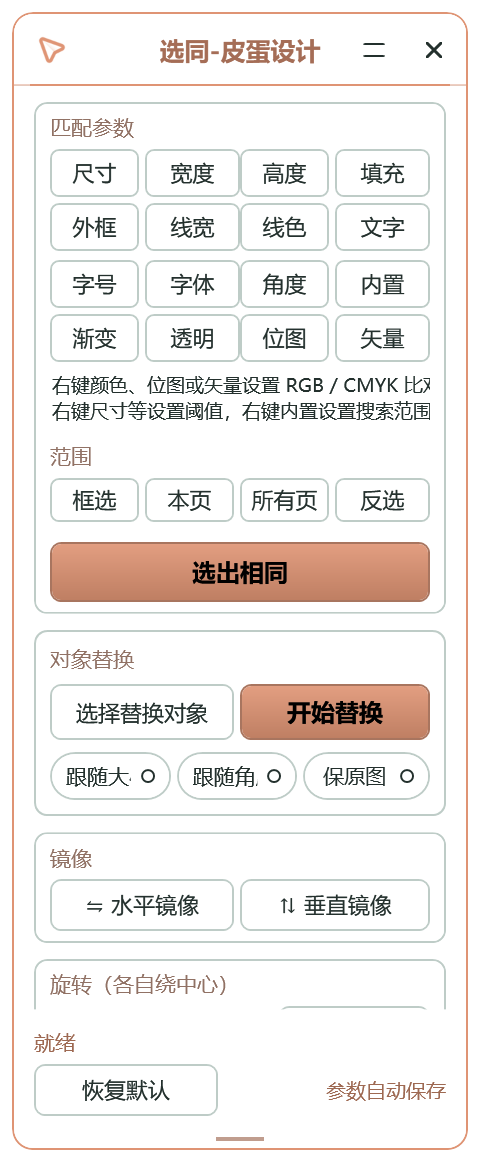 选同-皮蛋设计
匹配参数
尺寸 宽度 高度 填充
外框 线宽 线色 文字
字号 字体 角度 内置
渐变 透明 位图 矢量
右键颜色、位图或矢量设置 RGB / CMYK 比
右键尺寸等设置阈值，右键内置设置搜索范围
范围
框选 本页 所有页 反选
选出相同
对象替换
选择替换对象 开始替换
跟随大 跟随角 保原图
镜像
⇋ 水平镜像 ⇅ 垂直镜像
旋转（各自绕中心）
就绪
恢复默认 参数自动保存